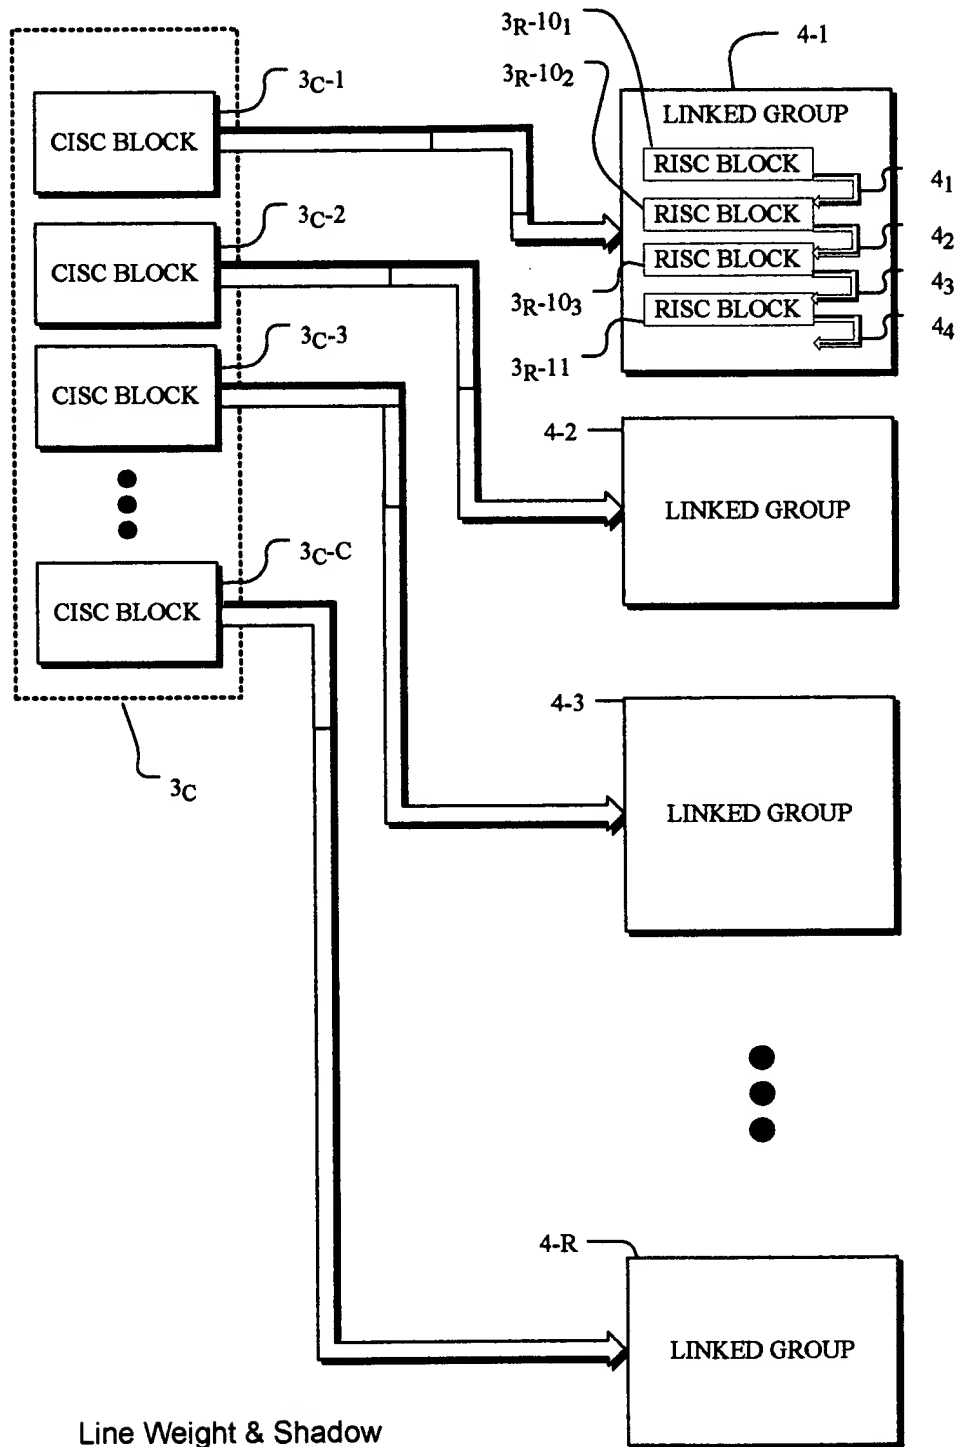 3R-101
4-1
3C-1
3R-102
LINKED GROUP
CISC BLOCK
RISC BLOCK
41
RISC BLOCK
3C-2
42
RISC BLOCK
CISC BLOCK
43
3R-103
RISC BLOCK
44
3C-3
3R-11
CISC BLOCK
4-2
LINKED GROUP
3C-C
CISC BLOCK
4-3
3C
LINKED GROUP
4-R
LINKED GROUP
Line Weight & Shadow